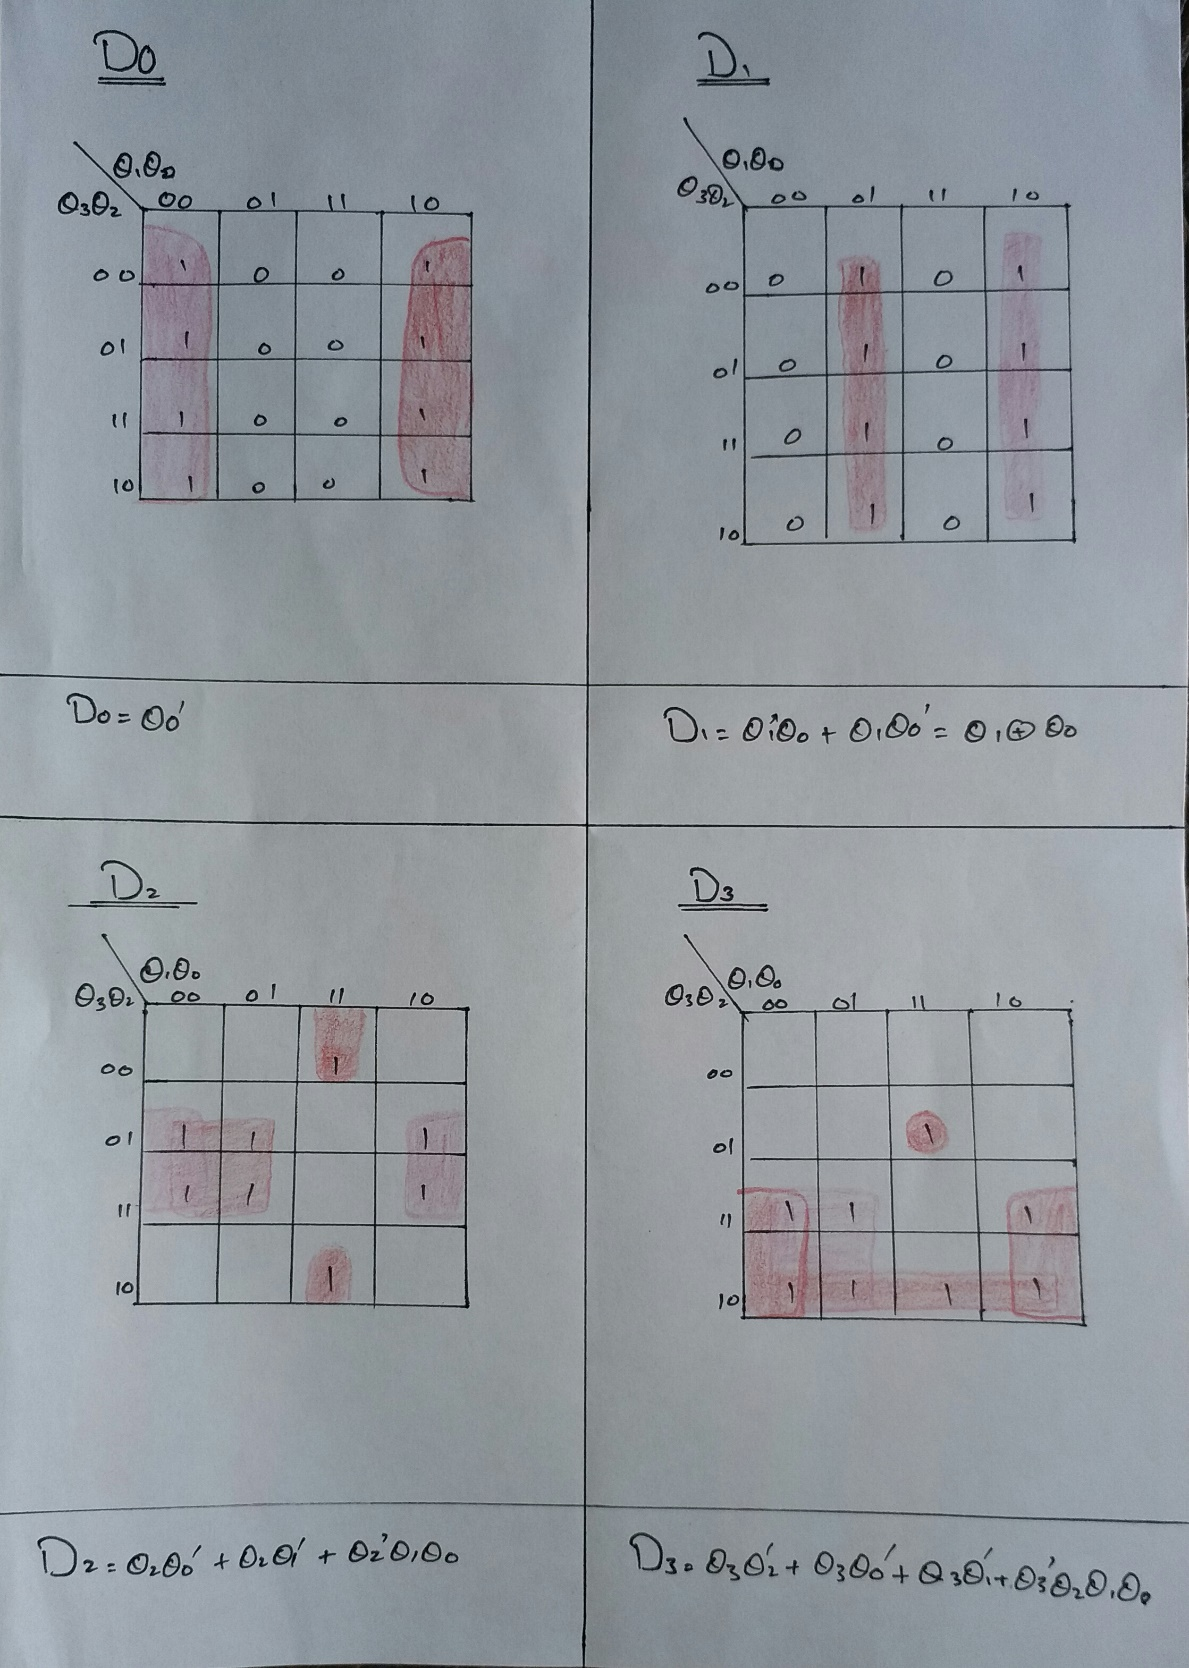 D0
Q₁Q₀
Q₃Q₂ 00 01 11 10
00 1 0 0 1
01 1 0 0 1
11 1 0 0 1
10 1 0 0 1
D₀ = Q₀'
D₁
Q₁Q₀
Q₃Q₂ 00 01 11 10
00 0 1 0 1
01 0 1 0 1
11 0 1 0 1
10 0 1 0 1
D₁ = Q₁'Q₀ + Q₁Q₀' = Q₁⊕Q₀
D₂
Q₁Q₀
Q₃Q₂ 00 01 11 10
00 1
01 1 1 1
11 1 1 1
10 1
D₂ = Q₂Q₀' + Q₂Q₁' + Q₂'Q₁Q₀
D₃
Q₁Q₀
Q₃Q₂ 00 01 11 10
00
01 1
11 1 1 1
10 1 1 1 1
D₃ = Q₃Q₂' + Q₃Q₀' + Q₃Q₁' + Q₃'Q₂Q₁Q₀